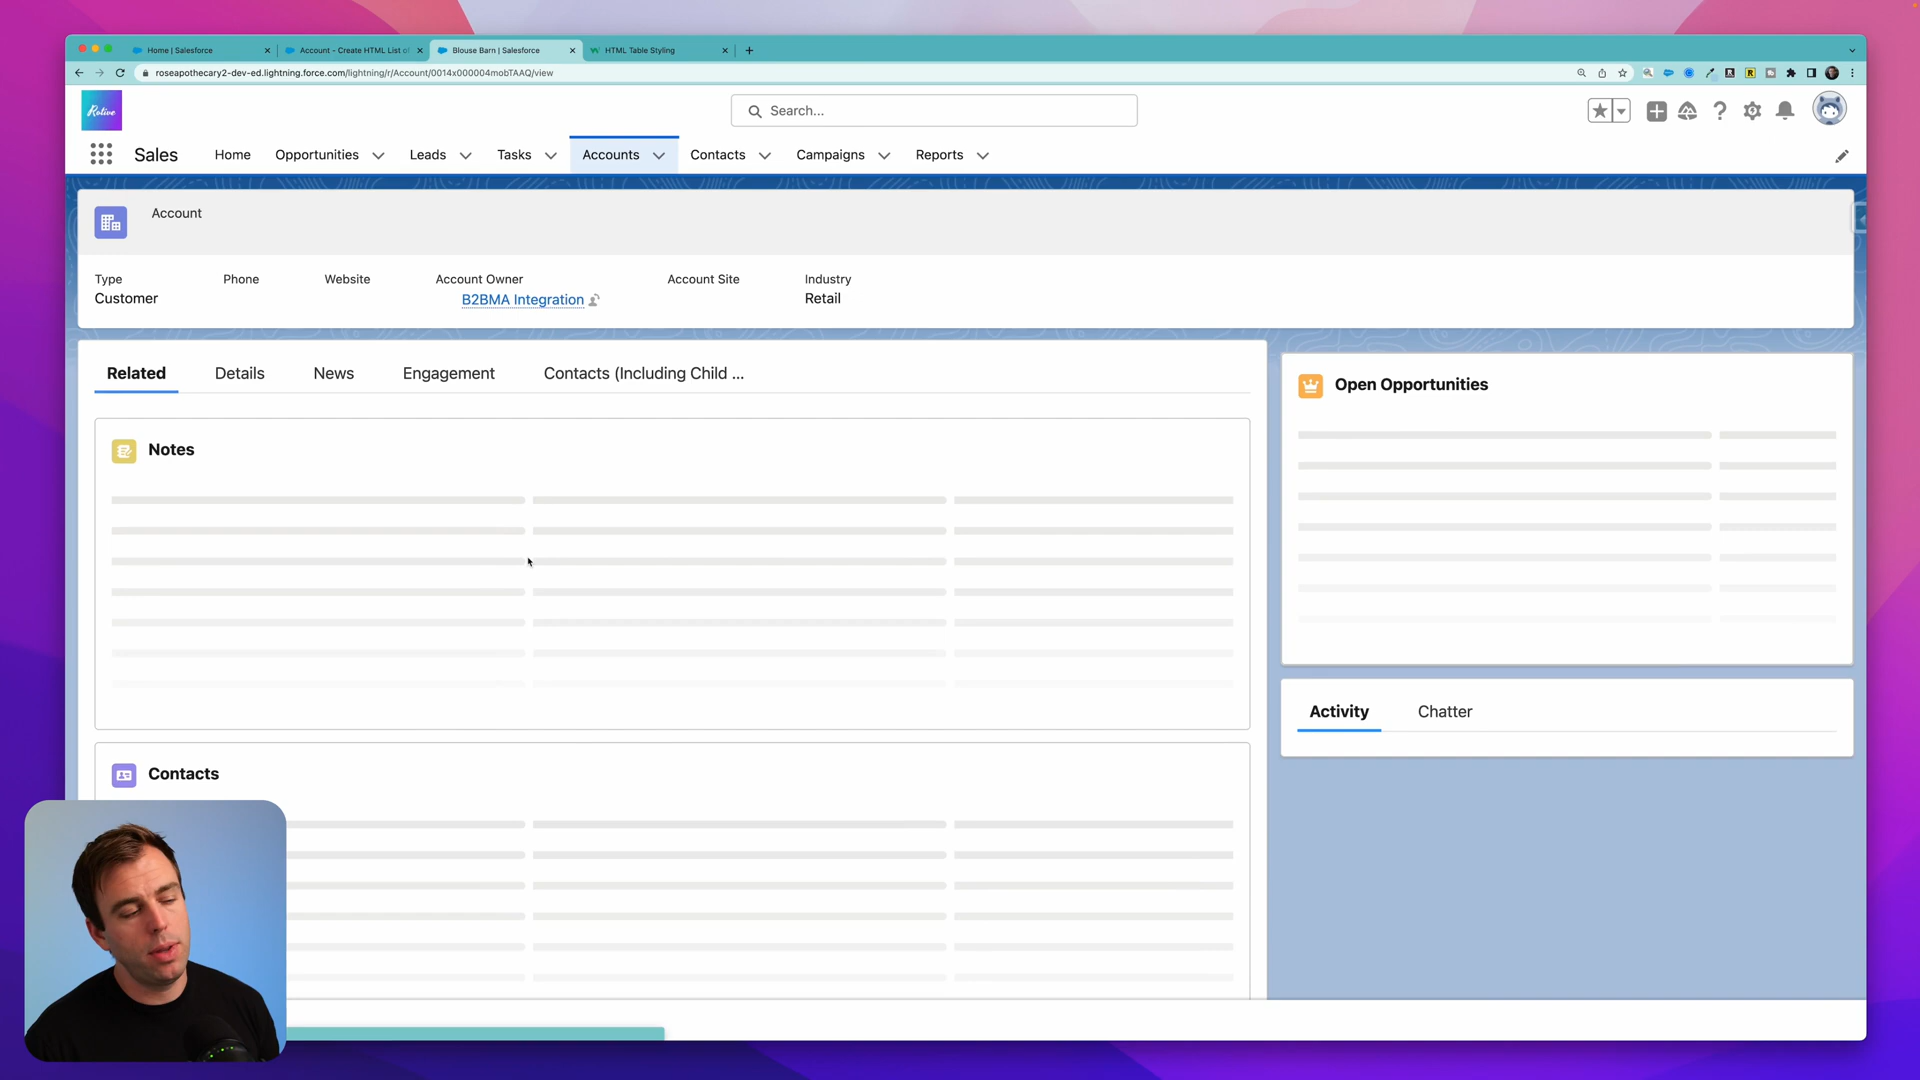 Home | Salesforce
Account - Create HTML List of
Blouse Barn | Salesforce
HTML Table Styling
roseapothecary2-dev-ed.lightning.force.com/lightning/r/Account/0014x000004mobTAAQ/view
Rotive
Search...
Sales
Home
Opportunities
Leads
Tasks
Accounts
Contacts
Campaigns
Reports
Account
Type
Phone
Website
Account Owner
Account Site
Industry
Customer
B2BMA Integration
Retail
Related
Details
News
Engagement
Contacts (Including Child ...
Open Opportunities
Notes
Activity
Chatter
Contacts